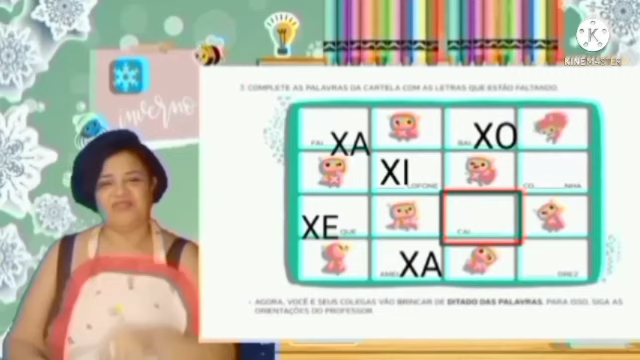 KINEMASTER
inverno
3. COMPLETE AS PALAVRAS DA CARTELA COM AS LETRAS QUE ESTÃO FALTANDO.
FAI XA BAI XO
XI LOFONE CO NHA
XE QUE CAI
AMEI XA DREZ
- AGORA, VOCÊ E SEUS COLEGAS VÃO BRINCAR DE DITADO DAS PALAVRAS. PARA ISSO, SIGA AS
ORIENTAÇÕES DO PROFESSOR.